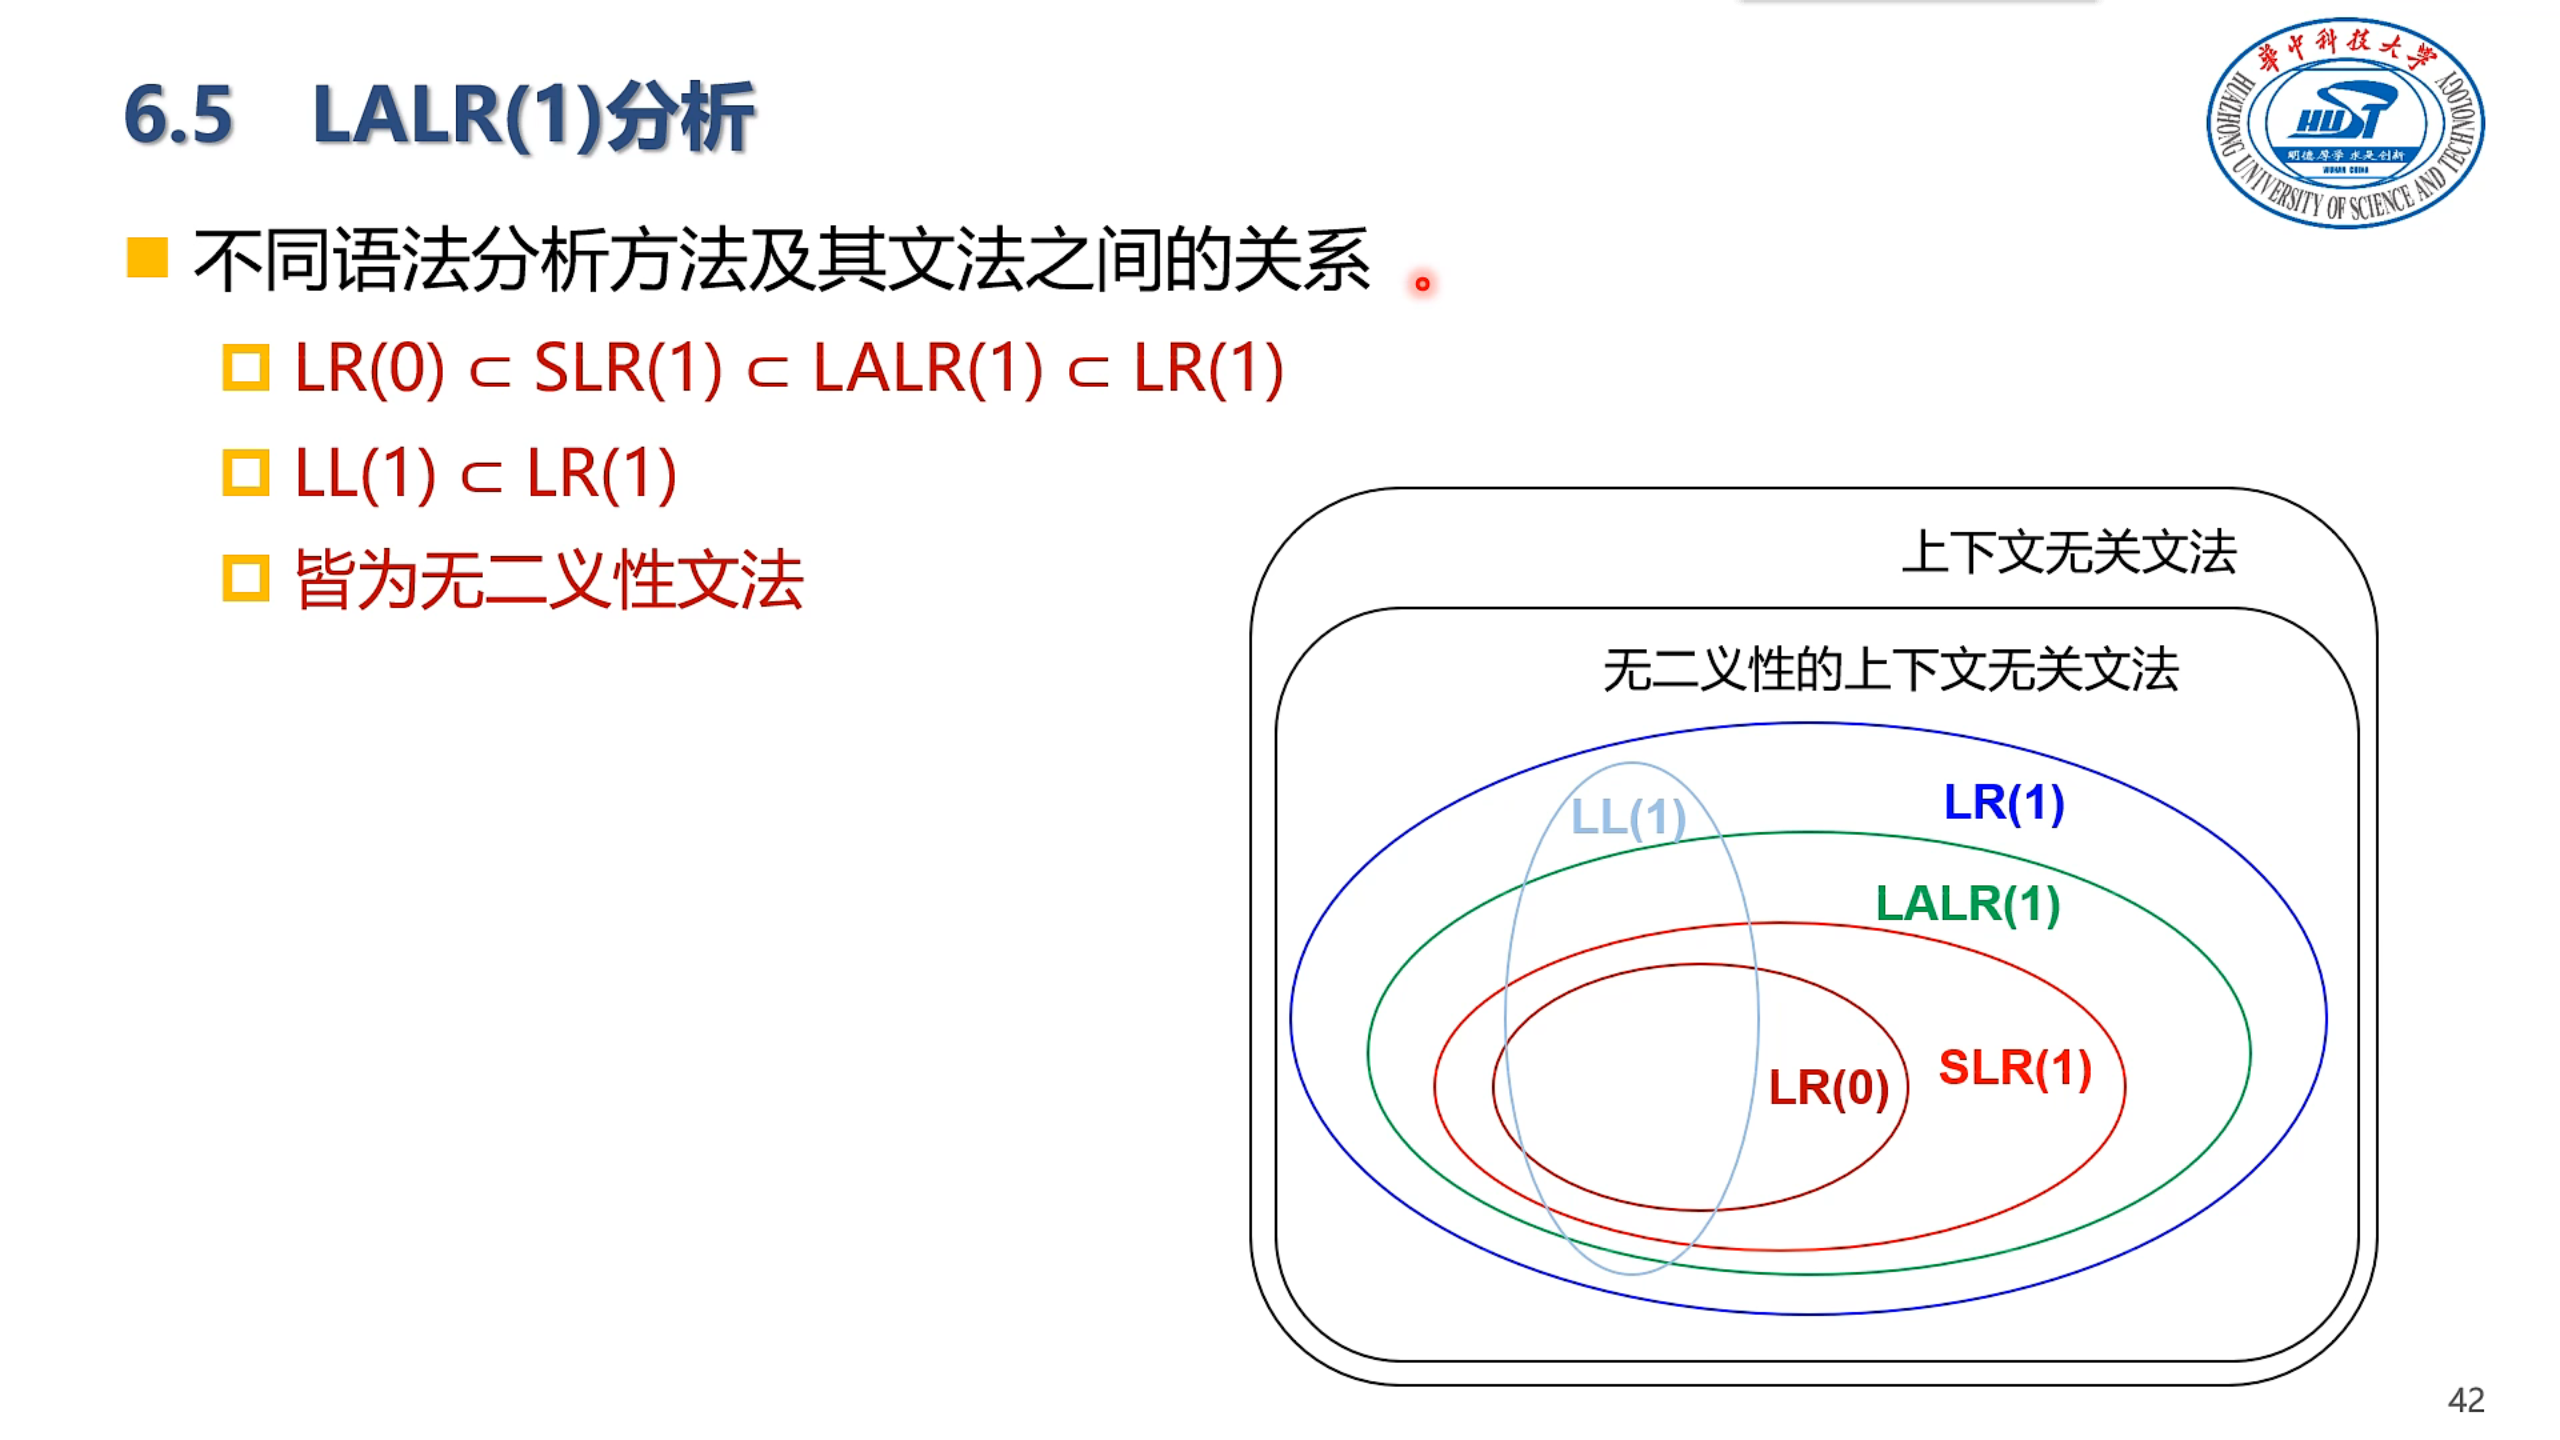 6.5 LALR(1)分析
华中科技大学
HUAZHONG UNIVERSITY OF SCIENCE AND TECHNOLOGY
HUST
明德厚学 求是创新
WUHAN CHINA
不同语法分析方法及其文法之间的关系
LR(0) ⊂ SLR(1) ⊂ LALR(1) ⊂ LR(1)
LL(1) ⊂ LR(1)
皆为无二义性文法
上下文无关文法
无二义性的上下文无关文法
LL(1)
LR(1)
LALR(1)
SLR(1)
LR(0)
42